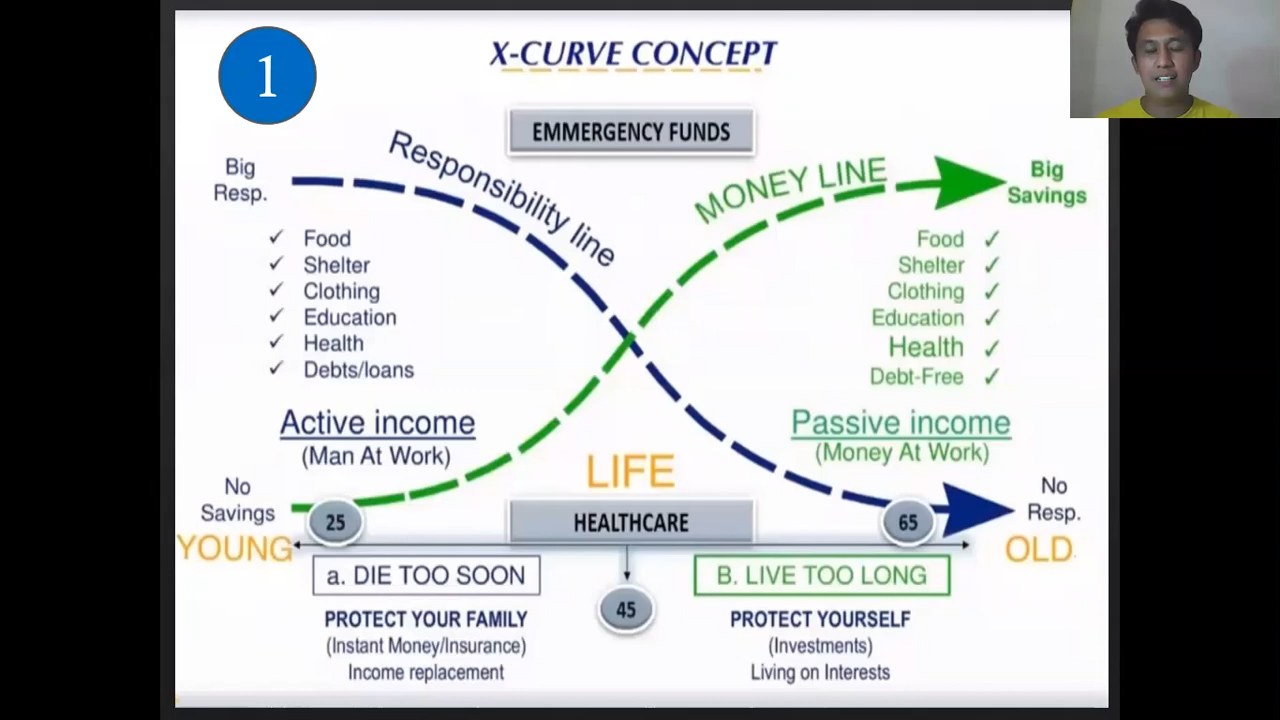 1
X-CURVE CONCEPT
EMMERGENCY FUNDS
Big
Resp.
Responsibility line
MONEY LINE
Big
Savings
✓ Food
✓ Shelter
✓ Clothing
✓ Education
✓ Health
✓ Debts/loans
Food ✓
Shelter ✓
Clothing ✓
Education ✓
Health ✓
Debt-Free ✓
Active income
(Man At Work)
Passive income
(Money At Work)
LIFE
No
Savings
No
Resp.
25
HEALTHCARE
65
YOUNG
OLD
a. DIE TOO SOON
B. LIVE TOO LONG
45
PROTECT YOUR FAMILY
(Instant Money/Insurance)
Income replacement
PROTECT YOURSELF
(Investments)
Living on Interests